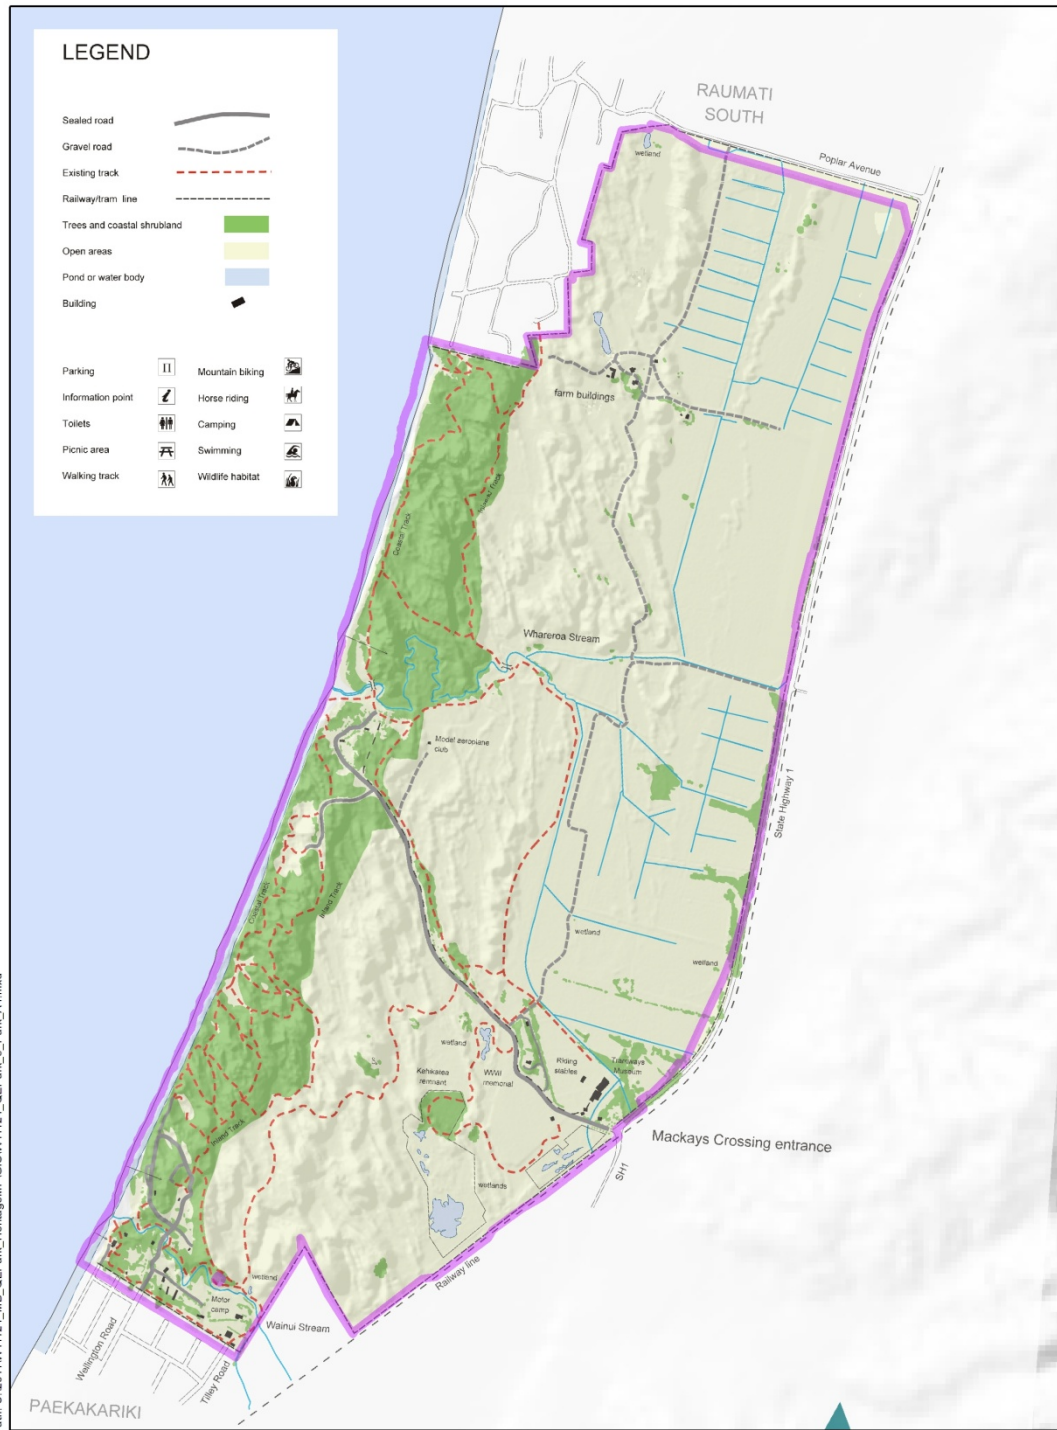 LEGEND
Sealed road
Gravel road
Existing track
Railway/tram line
Trees and coastal shrubland
Open areas
Pond or water body
Building
Parking
Mountain biking
Information point
Horse riding
Toilets
Camping
Picnic area
Swimming
Walking track
Wildlife habitat
RAUMATI
SOUTH
Poplar Avenue
wetland
farm buildings
Coastal Track
Inland Track
Whareroa Stream
Model aeroplane
club
State Highway 1
Coastal Track
Inland Track
wetland
wetland
wetland
Kahikatea
remnant
WWII
memorial
Riding
stables
Tramways
Museum
Mackays Crossing entrance
SH1
Inland Track
wetlands
Railway line
wetland
Motor
camp
Wainui Stream
Wellington Road
Tilley Road
PAEKAKARIKI